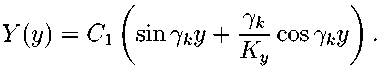 Y(y) = C_1 \left( \sin \gamma_k y + \frac{\gamma_k}{K_y} \cos \gamma_k y \right).